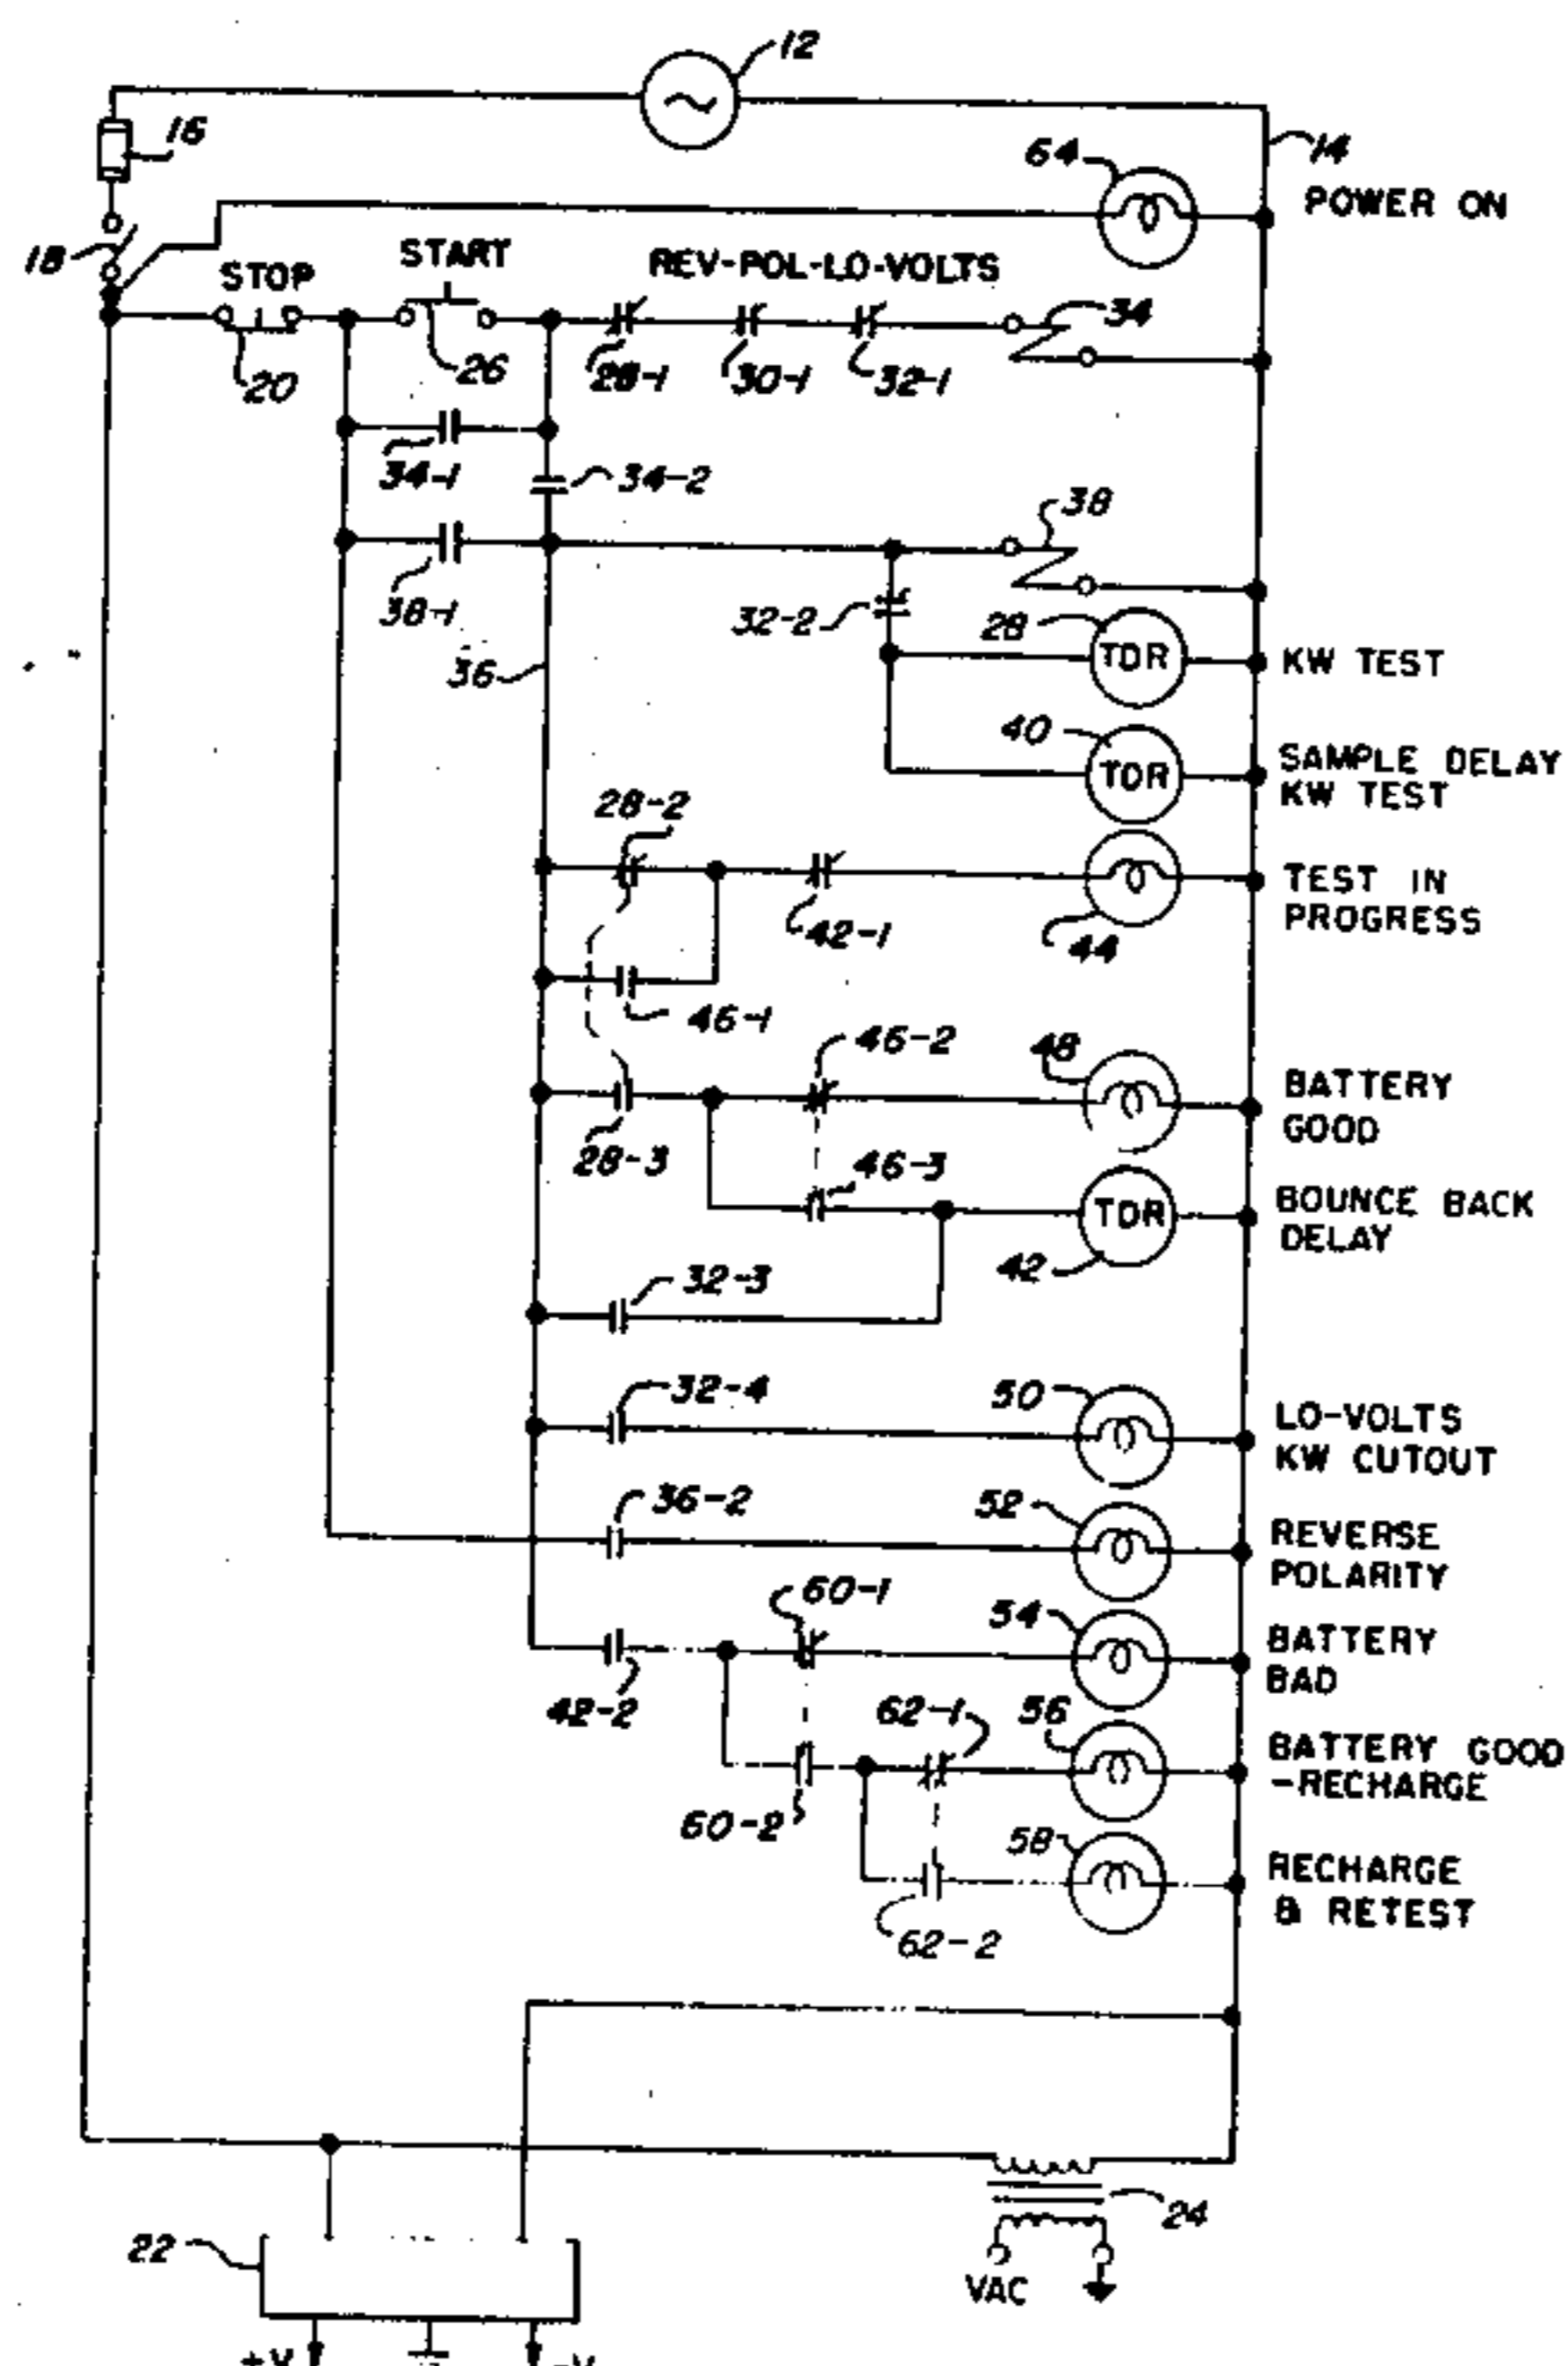 12
16
64
14
POWER ON
18
STOP
START
REV-POL-LO-VOLTS
34
20
26
28-1
30-1
32-1
34-1
34-2
38
38-1
32-2
28
TDR
KW TEST
36
40
TDR
SAMPLE DELAY
KW TEST
28-2
42-1
44
TEST IN
PROGRESS
46-1
46-2
48
BATTERY
GOOD
28-3
46-3
TDR
BOUNCE BACK
DELAY
42
32-3
32-4
50
LO-VOLTS
KW CUTOUT
36-2
52
REVERSE
POLARITY
60-1
54
BATTERY
BAD
42-2
62-1
56
BATTERY GOOD
-RECHARGE
60-2
58
RECHARGE
& RETEST
62-2
24
22
VAC
+V
-V